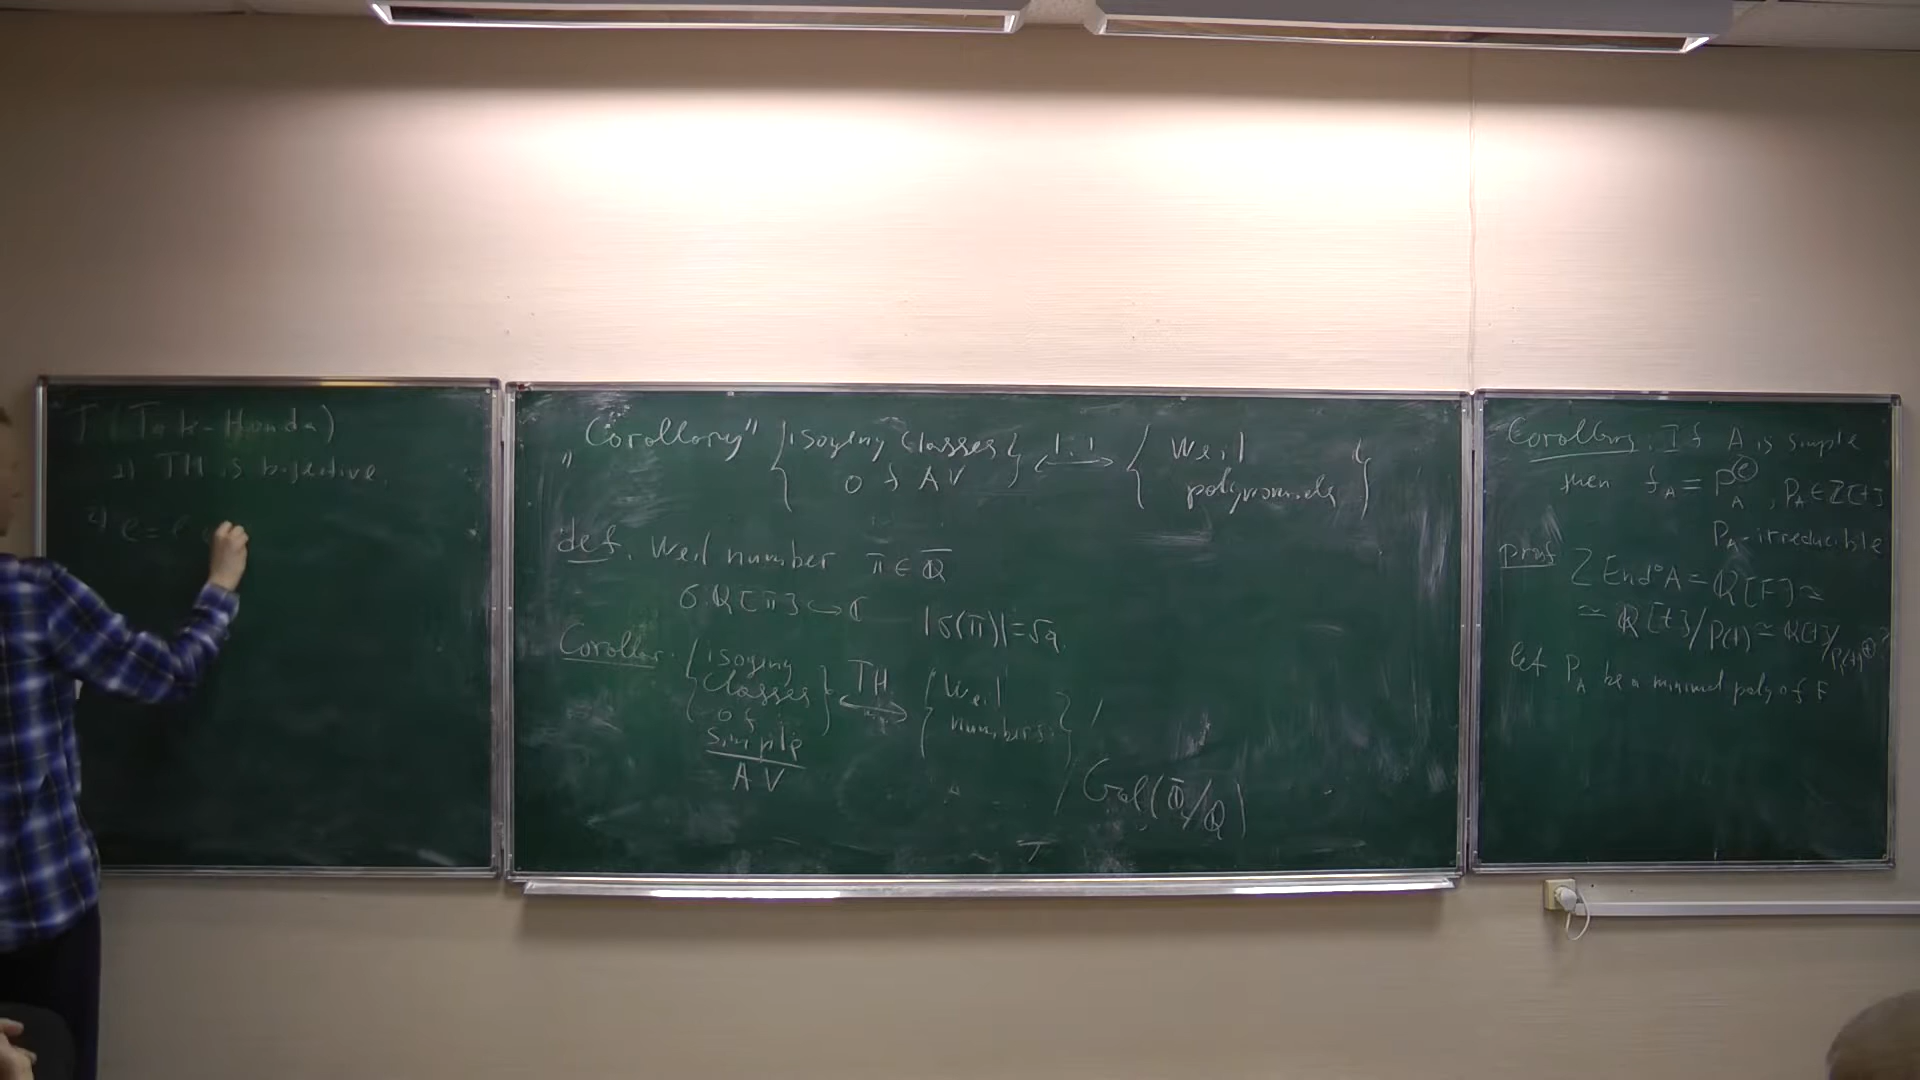 T (Tate-Honda)
1) TH is bijective.
2) e = e
„Corollary" { isogeny classes of AV } 1:1 ⟷ { Weil polynomials }
def. Weil number π ∈ ℚ̄
σ: ℚ[π] ↪ ℂ |σ(π)| = √q.
Corollar. { isogeny classes of simple AV } TH { Weil numbers } / Gal(ℚ̄/ℚ)
Corollary. If A is simple
then f_A = P_A^e, P_A ∈ Z[t]
P_A - irreducible
proof Z End°A = ℚ[F] ≃
≃ ℚ[t]/P(t) ≃ ℚ[t]/P(t)
let P_A be a minimal poly of F